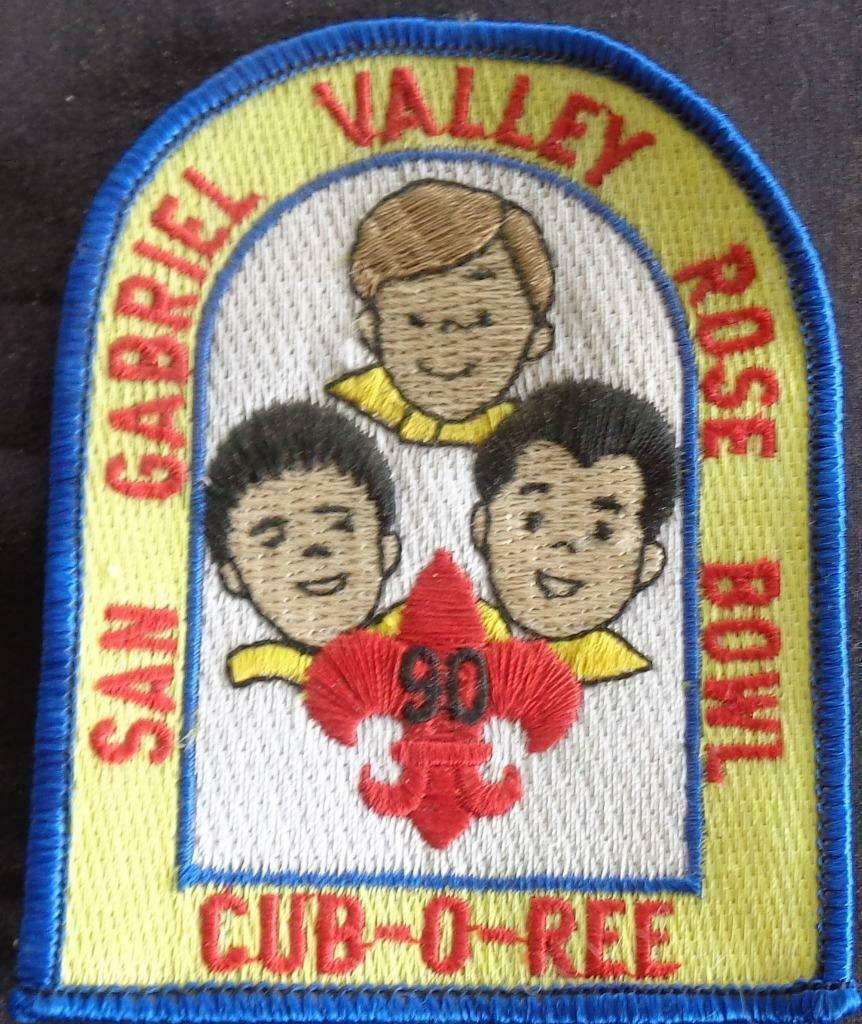 SAN GABRIEL VALLEY ROSE BOWL
90
CUB-O-REE